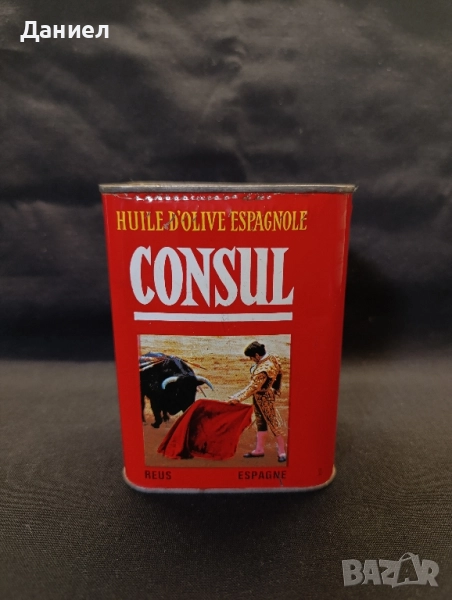 Даниел
HUILE D'OLIVE ESPAGNOLE
CONSUL
REUS ESPAGNE
BAZAR